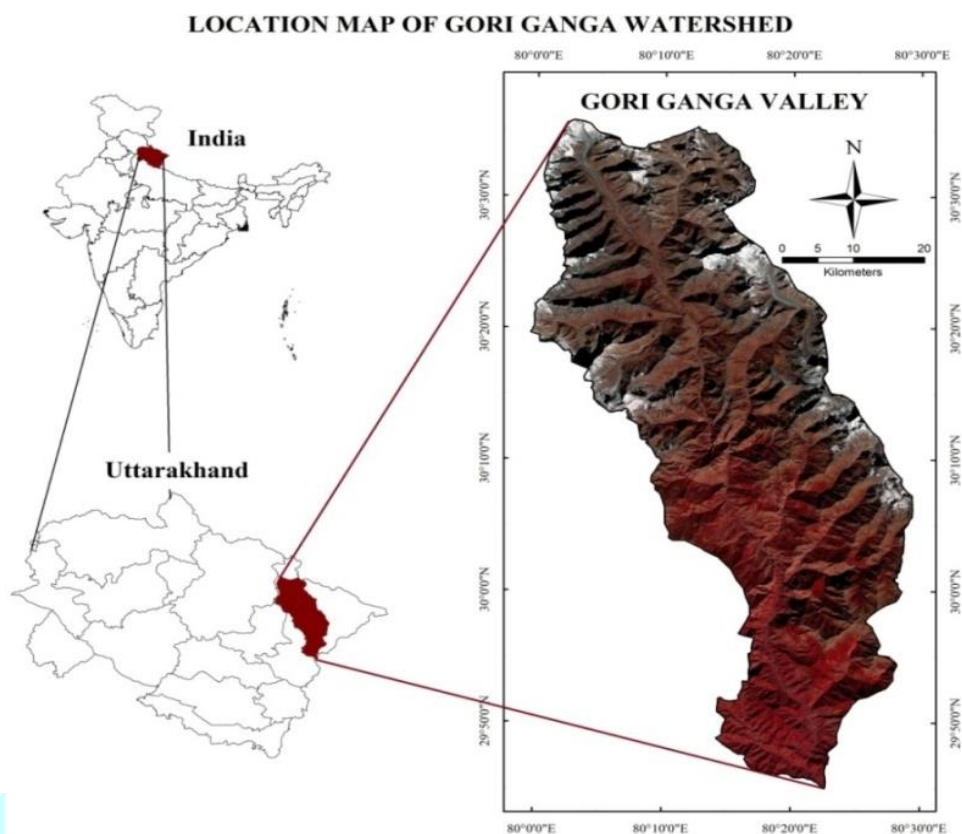 LOCATION MAP OF GORI GANGA WATERSHED
80°0'0"E 80°10'0"E 80°20'0"E 80°30'0"E
GORI GANGA VALLEY
India
N
0 5 10 20
Kilometers
Uttarakhand
30°30'0"N 30°30'0"N
30°20'0"N 30°20'0"N
30°10'0"N 30°10'0"N
30°0'0"N 30°0'0"N
29°50'0"N 29°50'0"N
80°0'0"E 80°10'0"E 80°20'0"E 80°30'0"E